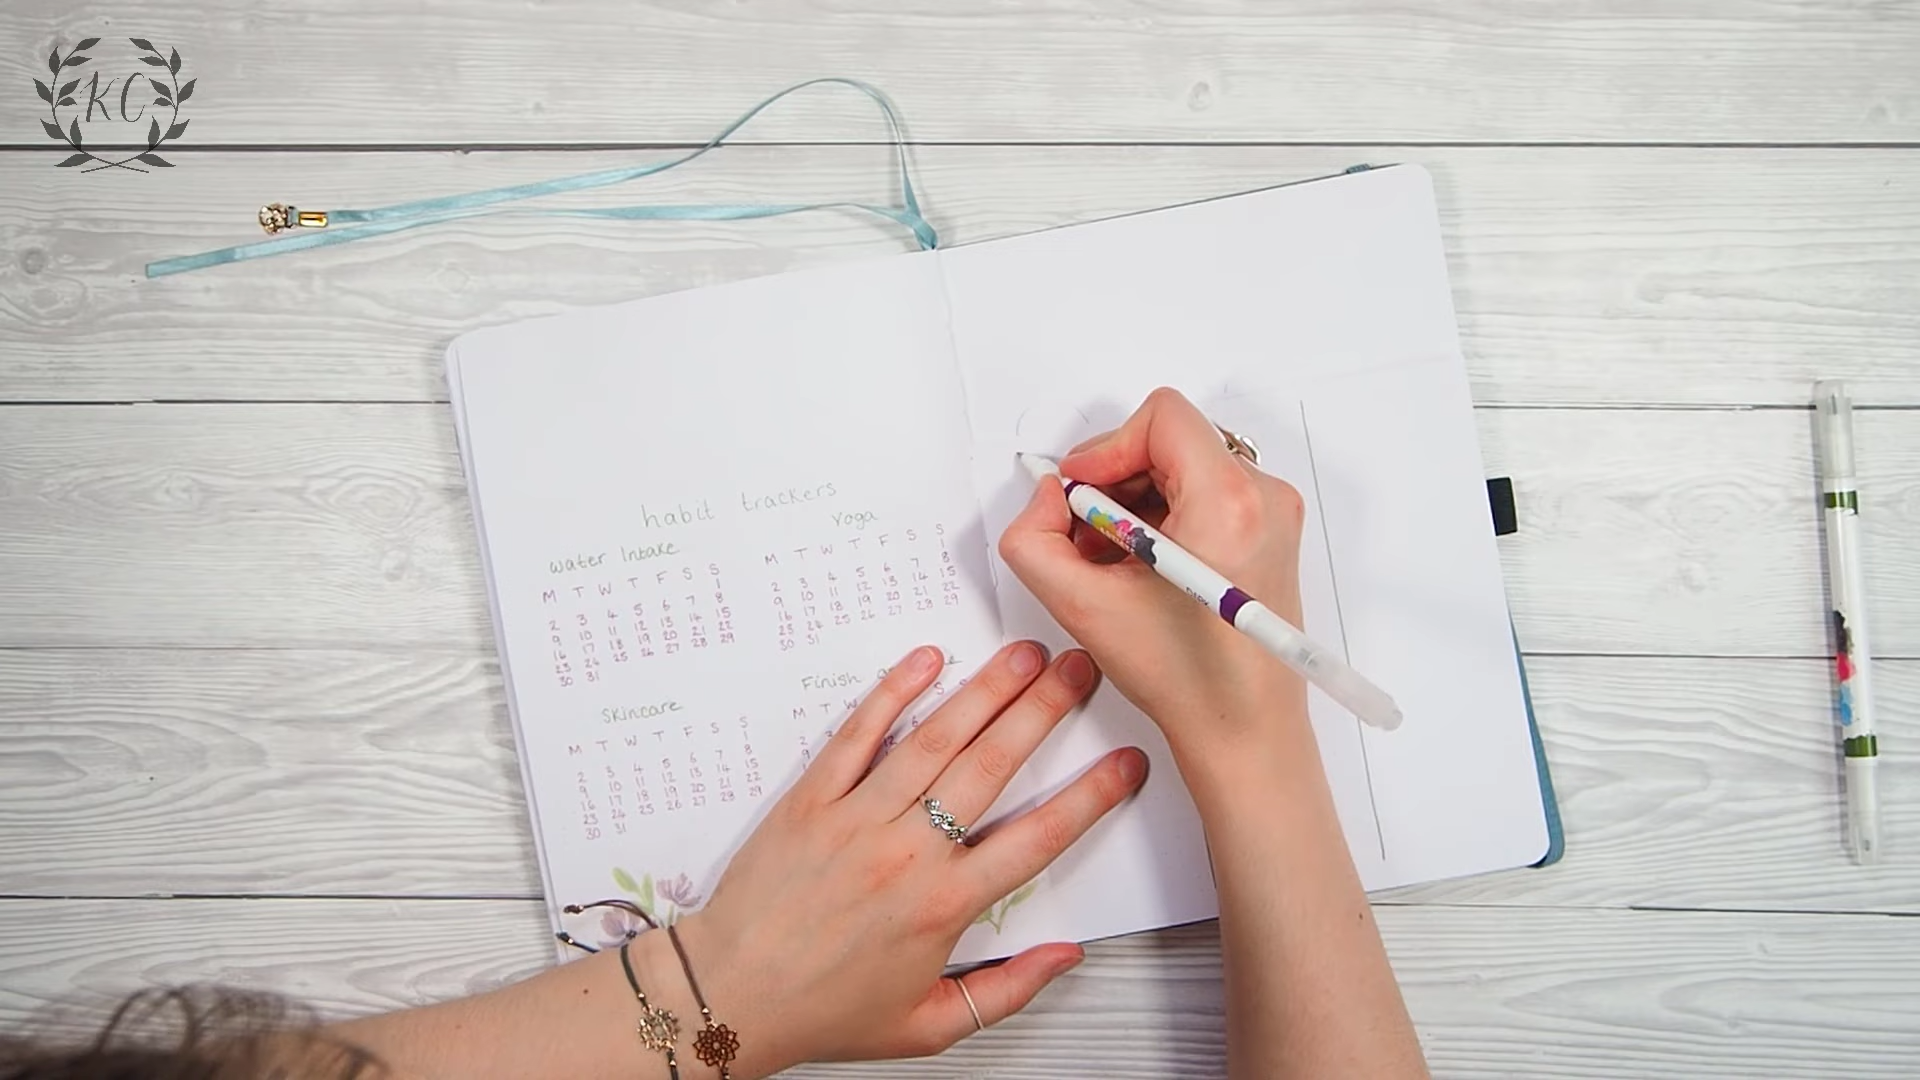 KC
habit trackers
water Intake
M T W T F S S
1
2 3 4 5 6 7 8
9 10 11 12 13 14 15
16 17 18 19 20 21 22
23 24 25 26 27 28 29
30 31
Yoga
M T W T F S S
1
2 3 4 5 6 7 8
9 10 11 12 13 14 15
16 17 18 19 20 21 22
23 24 25 26 27 28 29
30 31
Skincare
M T W T F S S
1
2 3 4 5 6 7 8
9 10 11 12 13 14 15
16 17 18 19 20 21 22
23 24 25 26 27 28 29
30 31
Finish
M T W S S
2 3 6
9 12